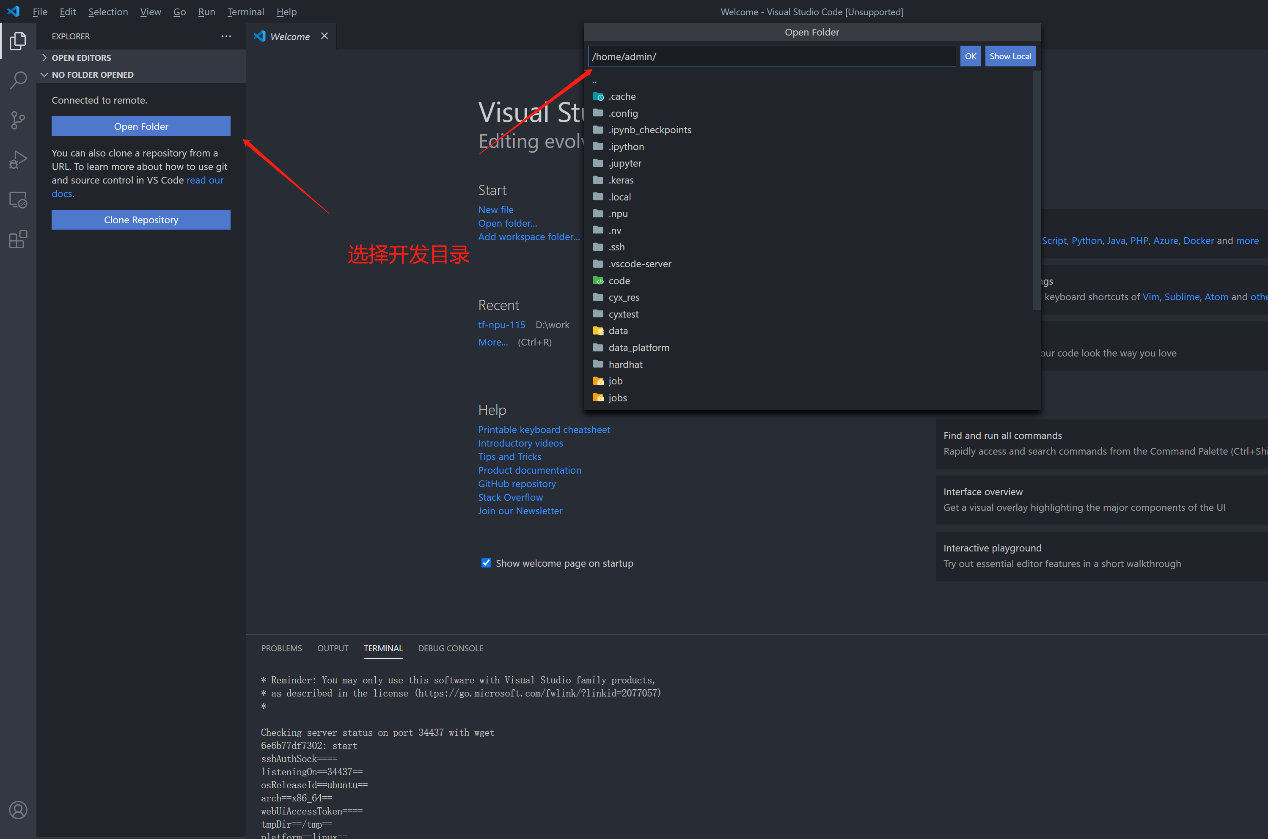 File Edit Selection View Go Run Terminal Help
Welcome - Visual Studio Code [Unsupported]
EXPLORER
OPEN EDITORS
NO FOLDER OPENED
Connected to remote.
Open Folder
You can also clone a repository from a
URL. To learn more about how to use git
and source control in VS Code read our
docs.
Clone Repository
Welcome
Visual Stu
Editing evolv
Start
New file
Open folder...
Add workspace folder...
选择开发目录
Recent
tf-npu-115 D:\work
More... (Ctrl+R)
Help
Printable keyboard cheatsheet
Introductory videos
Tips and Tricks
Product documentation
GitHub repository
Stack Overflow
Join our Newsletter
Show welcome page on startup
Open Folder
/home/admin/
OK
Show Local
..
.cache
.config
.ipynb_checkpoints
.ipython
.jupyter
.keras
.local
.npu
.nv
.ssh
.vscode-server
code
cyx_res
cyxtest
data
data_platform
hardhat
job
jobs
Script, Python, Java, PHP, Azure, Docker and more
ngs
keyboard shortcuts of Vim, Sublime, Atom and othe
our code look the way you love
Find and run all commands
Rapidly access and search commands from the Command Palette (Ctrl+Shi
Interface overview
Get a visual overlay highlighting the major components of the UI
Interactive playground
Try out essential editor features in a short walkthrough
PROBLEMS OUTPUT TERMINAL DEBUG CONSOLE
* Reminder: You may only use this software with Visual Studio family products,
* as described in the license (https://go.microsoft.com/fwlink/?linkid=2077057)
*
Checking server status on port 34437 with wget
6e6b77df7302: start
sshAuthSock====
listeningOn==34437==
osReleaseId==ubuntu==
arch==x86_64==
webUiAccessToken====
tmpDir==/tmp==
platform==linux==